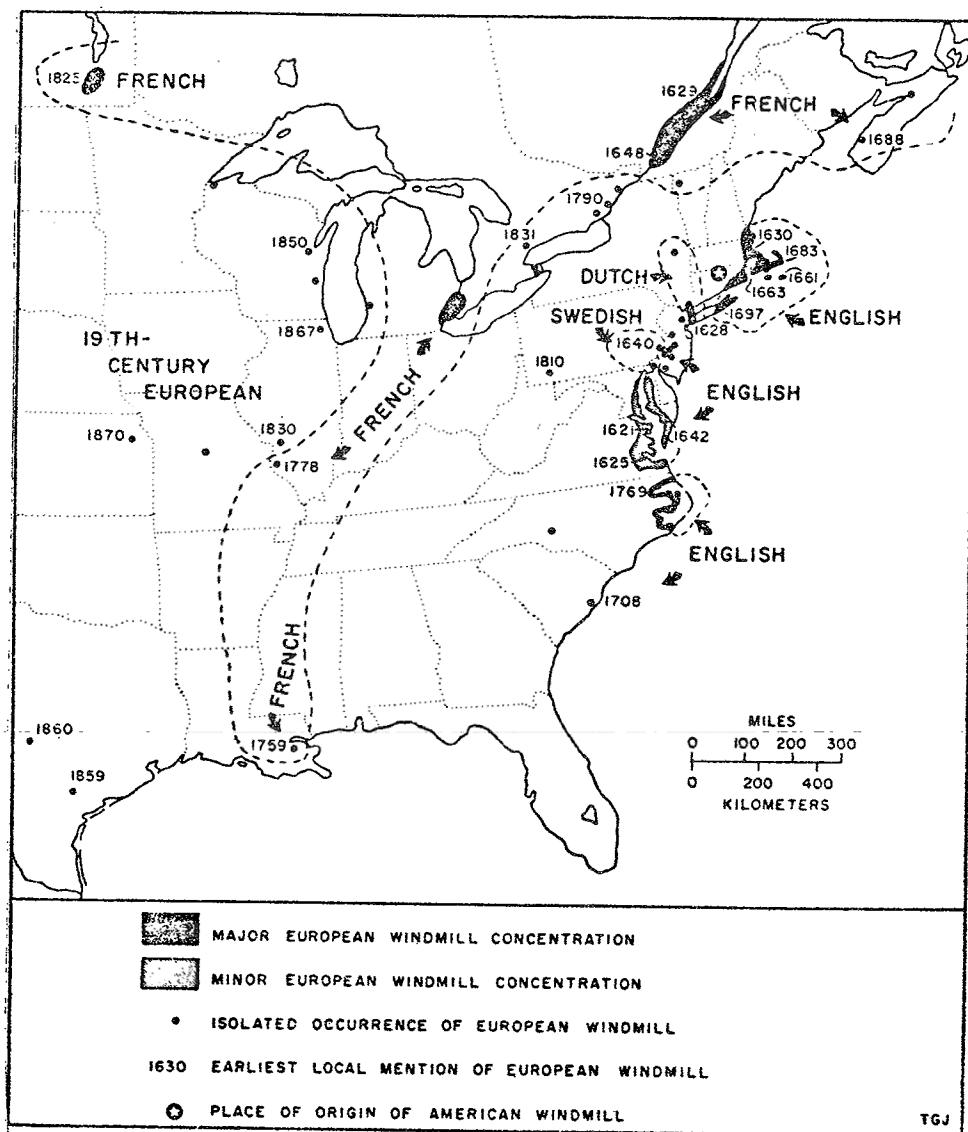 1823
FRENCH
1629
FRENCH
1648
1688
1790
1850
1831
1630
1683
DUTCH
1661
1663
SWEDISH
1697
ENGLISH
1867
1628
1640
19TH-
CENTURY
EUROPEAN
1810
FRENCH
ENGLISH
1870
1830
1621
1642
1778
1625
1769
ENGLISH
1708
FRENCH
1860
1759
MILES
0 100 200 300
1859
0 200 400
KILOMETERS
MAJOR EUROPEAN WINDMILL CONCENTRATION
MINOR EUROPEAN WINDMILL CONCENTRATION
ISOLATED OCCURRENCE OF EUROPEAN WINDMILL
1630 EARLIEST LOCAL MENTION OF EUROPEAN WINDMILL
PLACE OF ORIGIN OF AMERICAN WINDMILL
TGJ